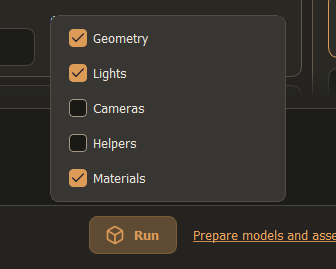 Geometry
Lights
Cameras
Helpers
Materials
Run
Prepare models and asse